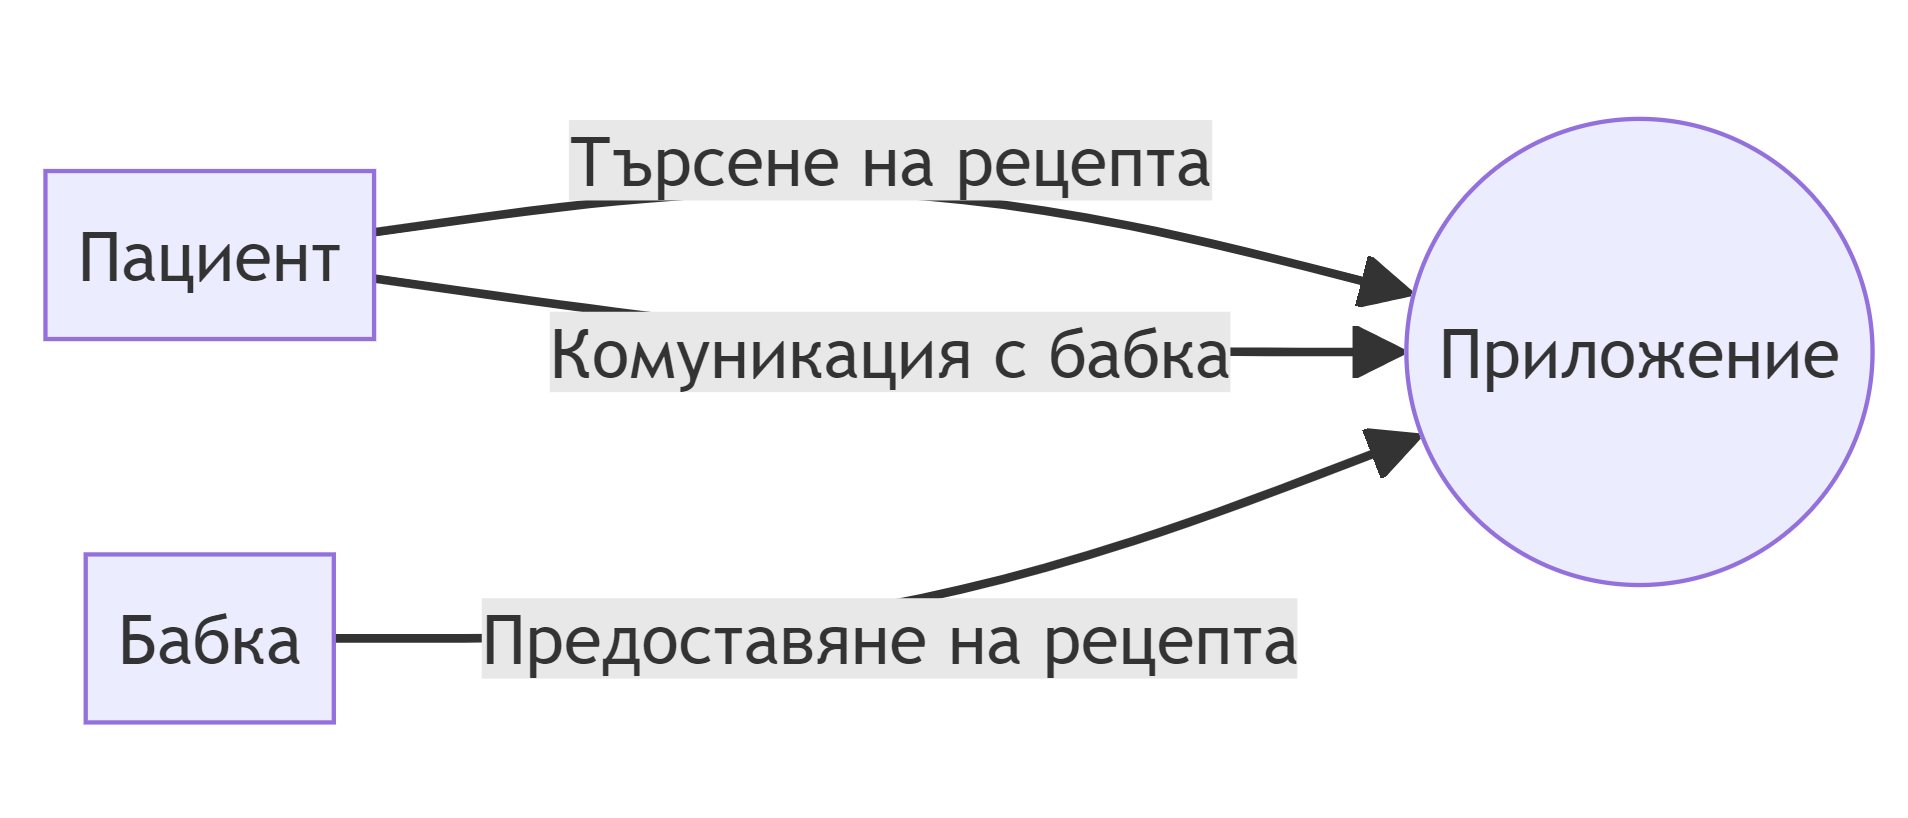 Търсене на рецепта
Пациент
Комуникация с бабка
Приложение
Бабка
Предоставяне на рецепта